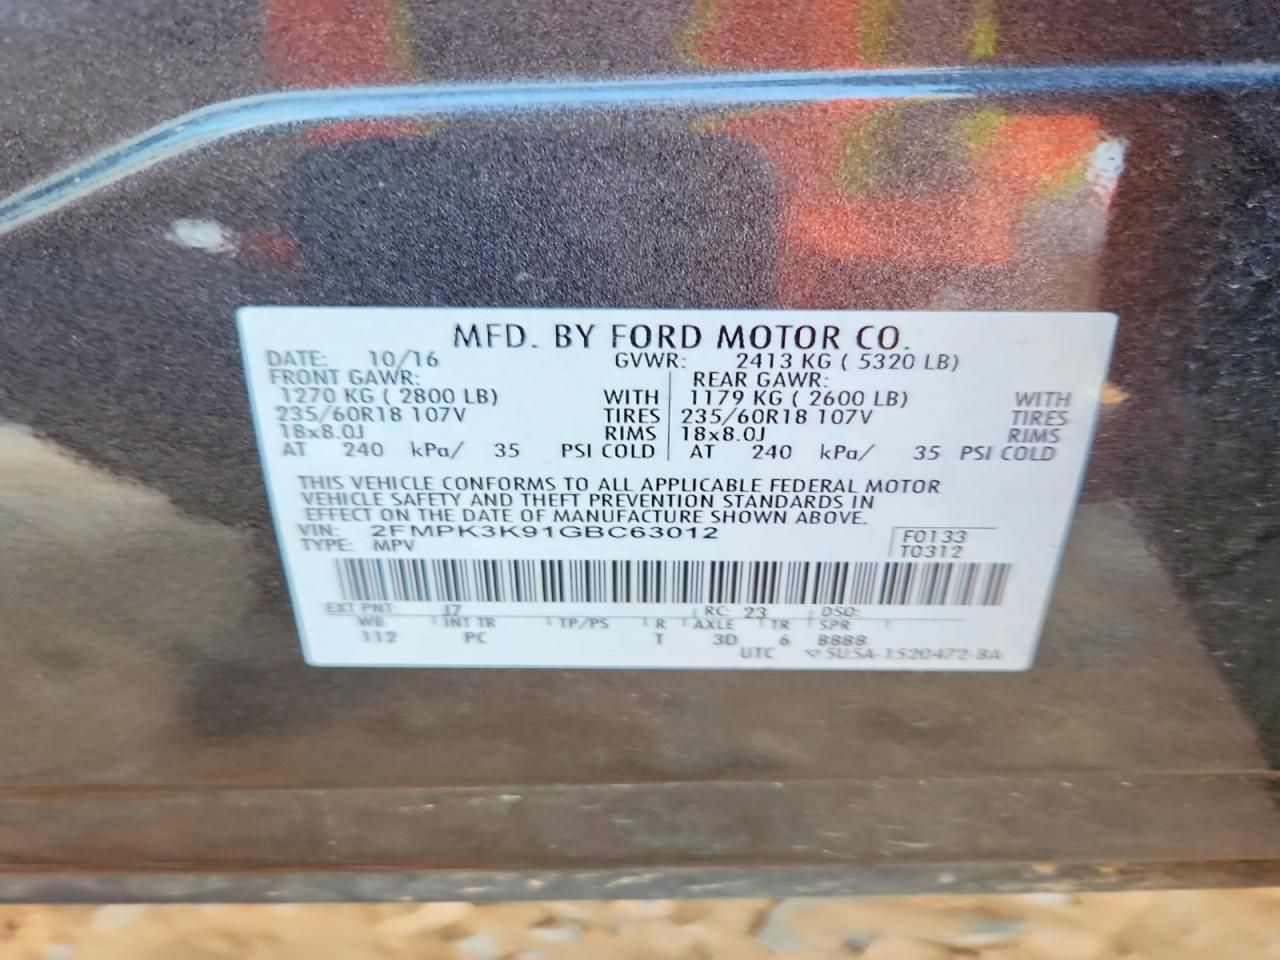 MFD. BY FORD MOTOR CO.
DATE: 10/16 GVWR: 2413 KG ( 5320 LB)
FRONT GAWR: REAR GAWR:
1270 KG ( 2800 LB) WITH 1179 KG ( 2600 LB) WITH
235/60R18 107V TIRES 235/60R18 107V TIRES
18x8.0J RIMS 18x8.0J RIMS
AT 240 kPa/ 35 PSI COLD AT 240 kPa/ 35 PSI COLD
THIS VEHICLE CONFORMS TO ALL APPLICABLE FEDERAL MOTOR
VEHICLE SAFETY AND THEFT PREVENTION STANDARDS IN
EFFECT ON THE DATE OF MANUFACTURE SHOWN ABOVE.
VIN: 2FMPK3K91GBC63012 F0133
TYPE: MPV T0312
EXT PNT: J7 RC: 23 DSO:
WB INT TR TP/PS R AXLE TR SPR
112 PC T 3D 6 BBBB
UTC ▽5U5A-1520472-BA